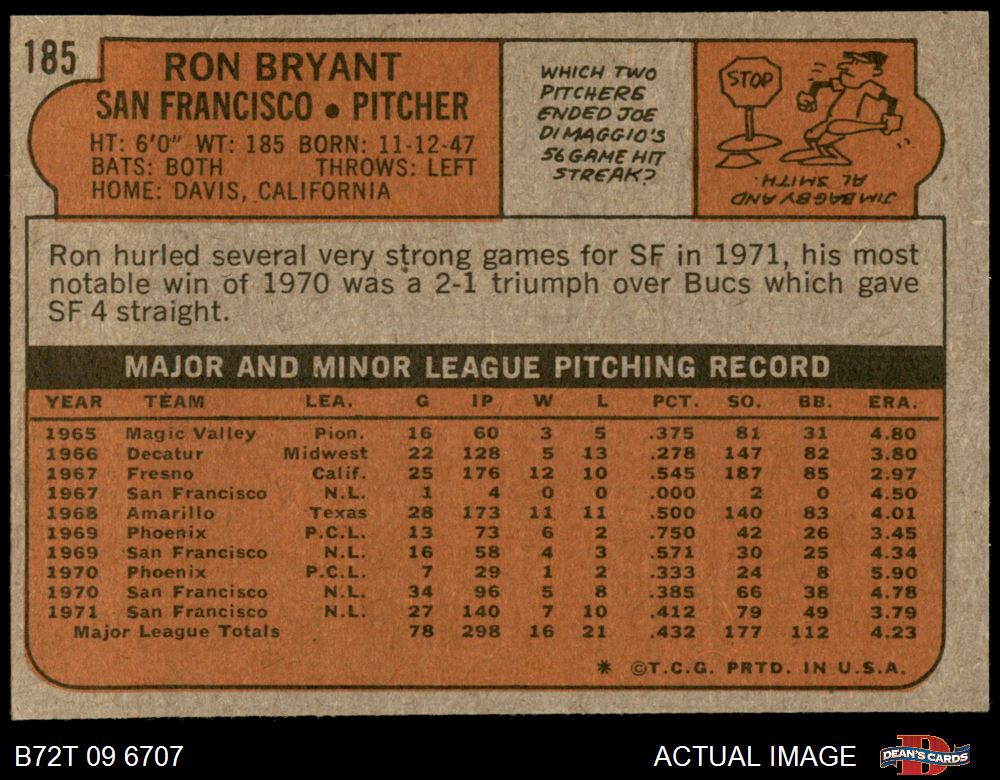 185
RON BRYANT
SAN FRANCISCO • PITCHER
HT: 6'0" WT: 185 BORN: 11-12-47
BATS: BOTH THROWS: LEFT
HOME: DAVIS, CALIFORNIA
WHICH TWO
PITCHERS
ENDED JOE
DI MAGGIO'S
56 GAME HIT
STREAK?
STOP
JIM BAGBY AND
AL SMITH.
Ron hurled several very strong games for SF in 1971, his most
notable win of 1970 was a 2-1 triumph over Bucs which gave
SF 4 straight.
MAJOR AND MINOR LEAGUE PITCHING RECORD
YEAR TEAM LEA. G IP W L PCT. SO. BB. ERA.
1965 Magic Valley Pion. 16 60 3 5 .375 81 31 4.80
1966 Decatur Midwest 22 128 5 13 .278 147 82 3.80
1967 Fresno Calif. 25 176 12 10 .545 187 85 2.97
1967 San Francisco N.L. 1 4 0 0 .000 2 0 4.50
1968 Amarillo Texas 28 173 11 11 .500 140 83 4.01
1969 Phoenix P.C.L. 13 73 6 2 .750 42 26 3.45
1969 San Francisco N.L. 16 58 4 3 .571 30 25 4.34
1970 Phoenix P.C.L. 7 29 1 2 .333 24 8 5.90
1970 San Francisco N.L. 34 96 5 8 .385 66 38 4.78
1971 San Francisco N.L. 27 140 7 10 .412 79 49 3.79
Major League Totals 78 298 16 21 .432 177 112 4.23
* ©T.C.G. PRTD. IN U.S.A.
B72T 09 6707
ACTUAL IMAGE
D
DEAN'S CARDS